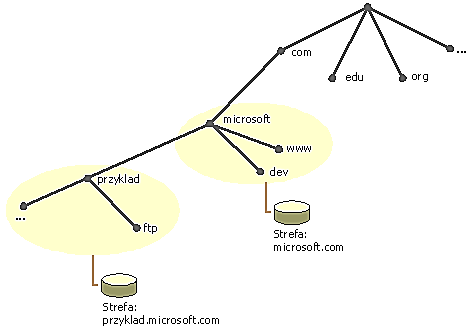 ...
com
edu
org
microsoft
www
dev
przyklad
...
ftp
Strefa:
microsoft.com
Strefa:
przyklad.microsoft.com